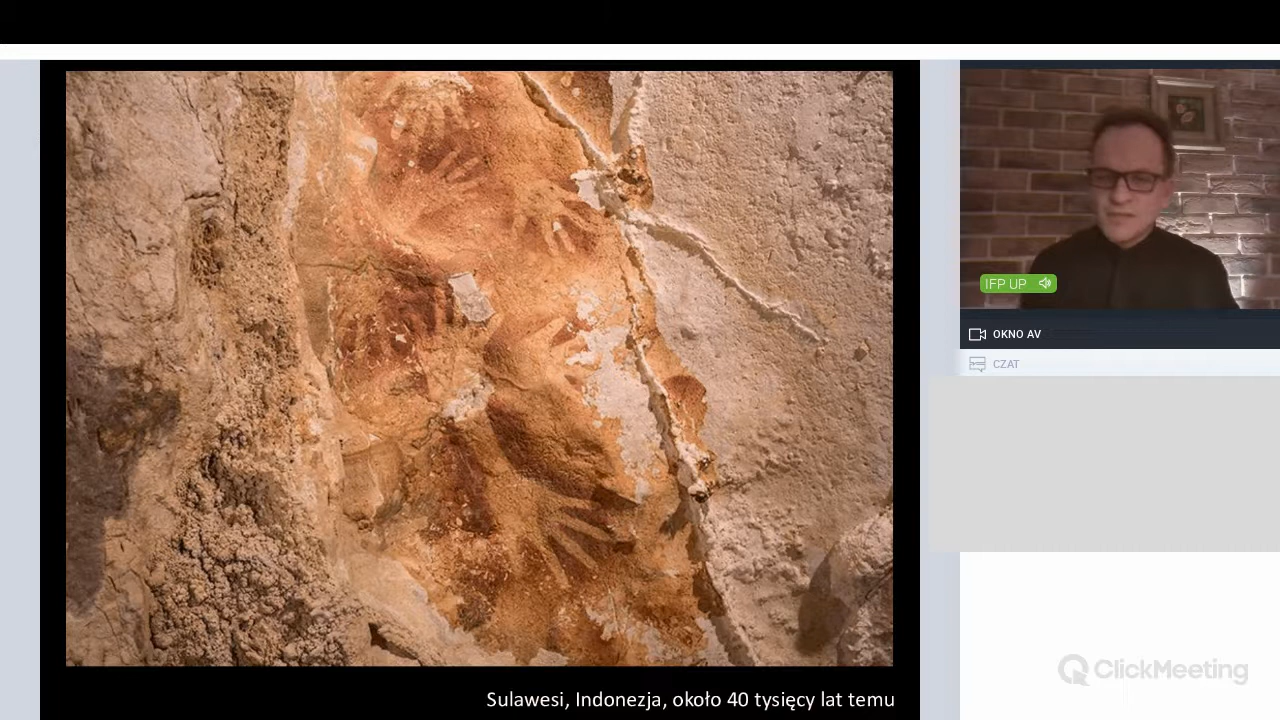 IFP UP
OKNO AV
CZAT
ClickMeeting
Sulawesi, Indonezja, około 40 tysięcy lat temu